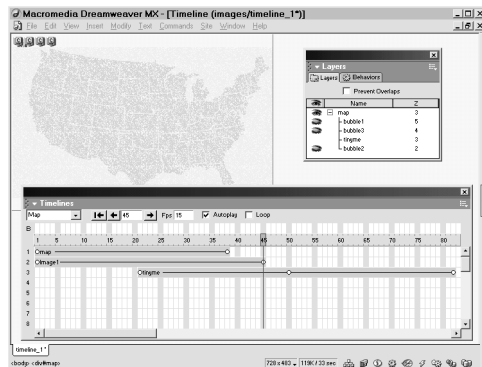 Macromedia Dreamweaver MX - [Timeline (images/timeline_1*)]
File Edit View Insert Modify Text Commands Site Window Help
Layers
Layers Behaviors
Prevent Overlaps
Name Z
map 3
bubble1 5
bubble3 4
tinyme 3
bubble2 2
Timelines
Map 45 Fps 15 Autoplay Loop
B
1 5 10 15 20 25 30 35 40 45 50 55 60 65 70 75 80
1 map
2 Image1
3 tinyme
4
5
6
7
8
timeline_1*
<body> <div#map> 728 x 403 119K / 33 sec